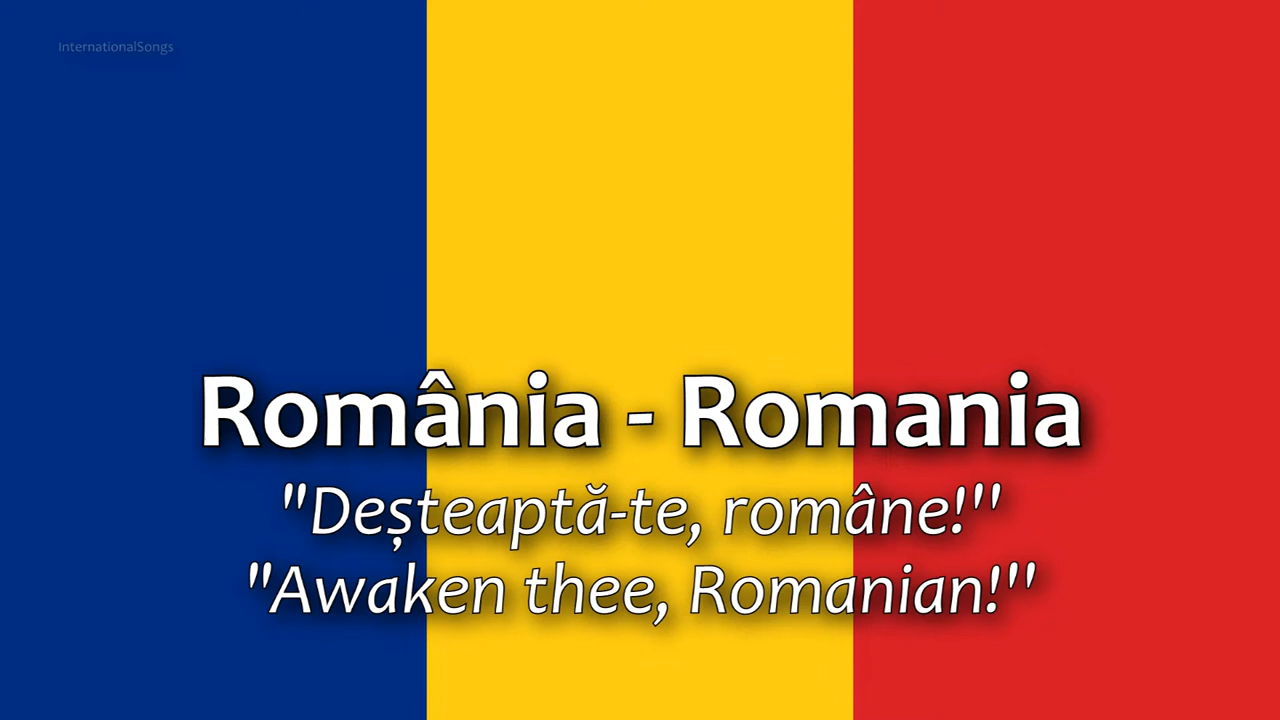 InternationalSongs
România - Romania
"Deșteaptă-te, române!"
"Awaken thee, Romanian!"